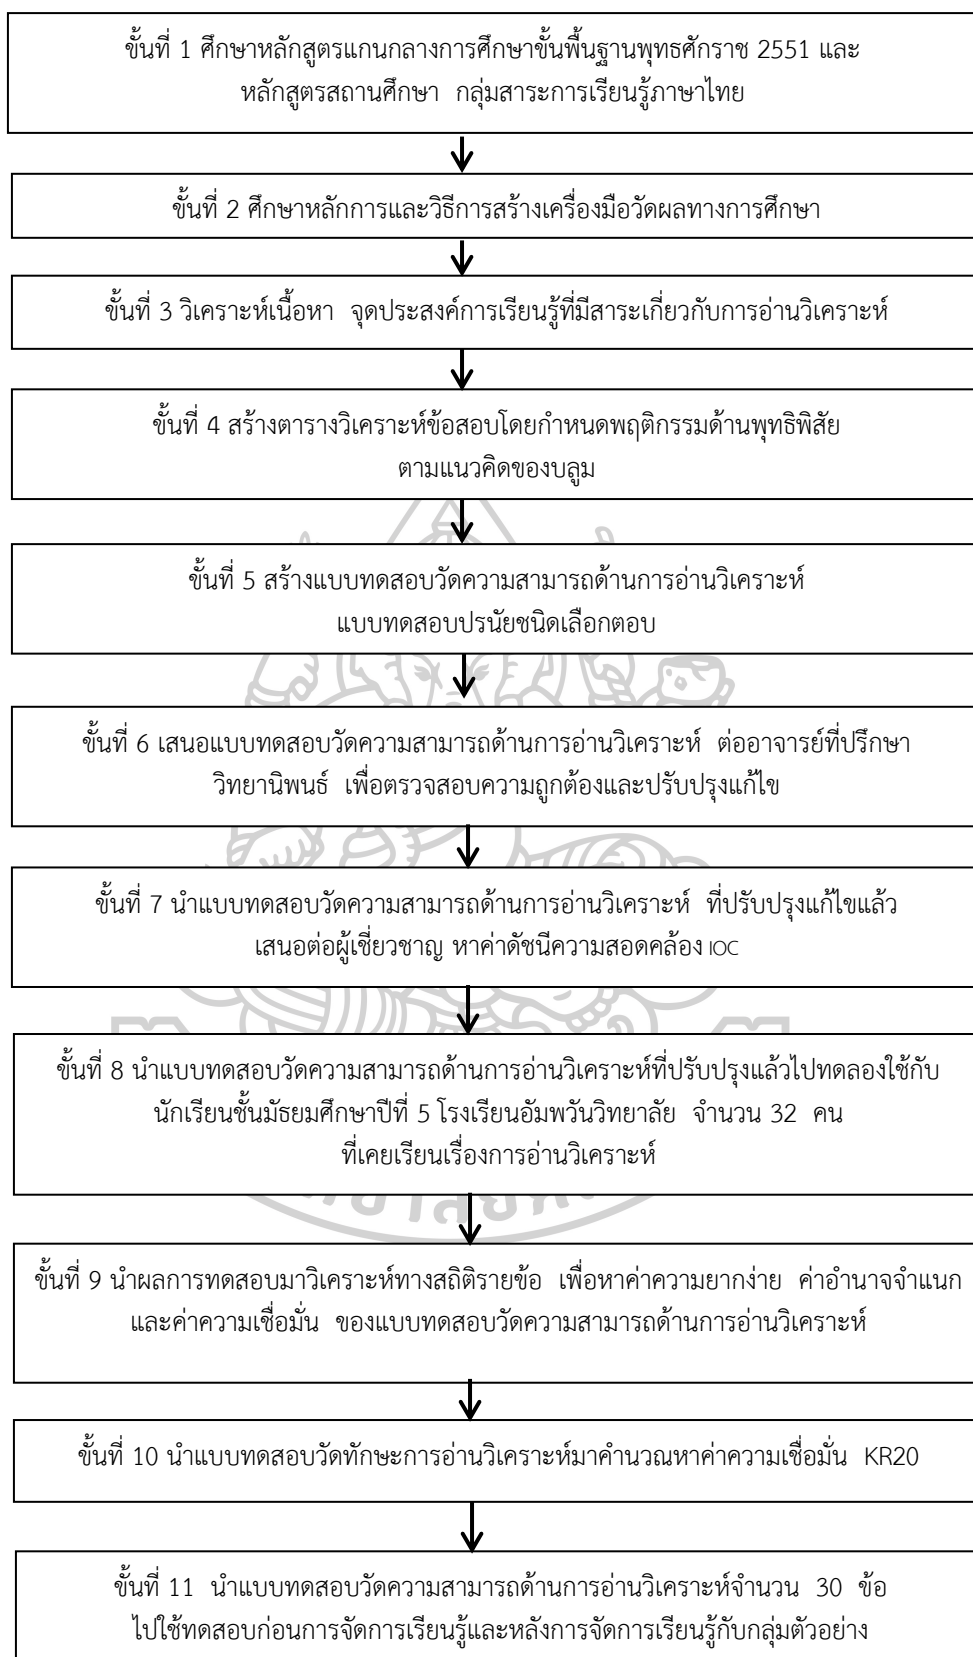 ขั้นที่ 1 ศึกษาหลักสูตรแกนกลางการศึกษาขั้นพื้นฐานพุทธศักราช 2551 และ
หลักสูตรสถานศึกษา กลุ่มสาระการเรียนรู้ภาษาไทย
ขั้นที่ 2 ศึกษาหลักการและวิธีการสร้างเครื่องมือวัดผลทางการศึกษา
ขั้นที่ 3 วิเคราะห์เนื้อหา จุดประสงค์การเรียนรู้ที่มีสาระเกี่ยวกับการอ่านวิเคราะห์
ขั้นที่ 4 สร้างตารางวิเคราะห์ข้อสอบโดยกำหนดพฤติกรรมด้านพุทธิพิสัย
ตามแนวคิดของบลูม
ขั้นที่ 5 สร้างแบบทดสอบวัดความสามารถด้านการอ่านวิเคราะห์
แบบทดสอบปรนัยชนิดเลือกตอบ
ขั้นที่ 6 เสนอแบบทดสอบวัดความสามารถด้านการอ่านวิเคราะห์ ต่ออาจารย์ที่ปรึกษา
วิทยานิพนธ์ เพื่อตรวจสอบความถูกต้องและปรับปรุงแก้ไข
ขั้นที่ 7 นำแบบทดสอบวัดความสามารถด้านการอ่านวิเคราะห์ ที่ปรับปรุงแก้ไขแล้ว
เสนอต่อผู้เชี่ยวชาญ หาค่าดัชนีความสอดคล้อง IOC
ขั้นที่ 8 นำแบบทดสอบวัดความสามารถด้านการอ่านวิเคราะห์ที่ปรับปรุงแล้วไปทดลองใช้กับ
นักเรียนชั้นมัธยมศึกษาปีที่ 5 โรงเรียนอัมพวันวิทยาลัย จำนวน 32 คน
ที่เคยเรียนเรื่องการอ่านวิเคราะห์
ขั้นที่ 9 นำผลการทดสอบมาวิเคราะห์ทางสถิติรายข้อ เพื่อหาค่าความยากง่าย ค่าอำนาจจำแนก
และค่าความเชื่อมั่น ของแบบทดสอบวัดความสามารถด้านการอ่านวิเคราะห์
ขั้นที่ 10 นำแบบทดสอบวัดทักษะการอ่านวิเคราะห์มาคำนวณหาค่าความเชื่อมั่น KR20
ขั้นที่ 11 นำแบบทดสอบวัดความสามารถด้านการอ่านวิเคราะห์จำนวน 30 ข้อ
ไปใช้ทดสอบก่อนการจัดการเรียนรู้และหลังการจัดการเรียนรู้กับกลุ่มตัวอย่าง